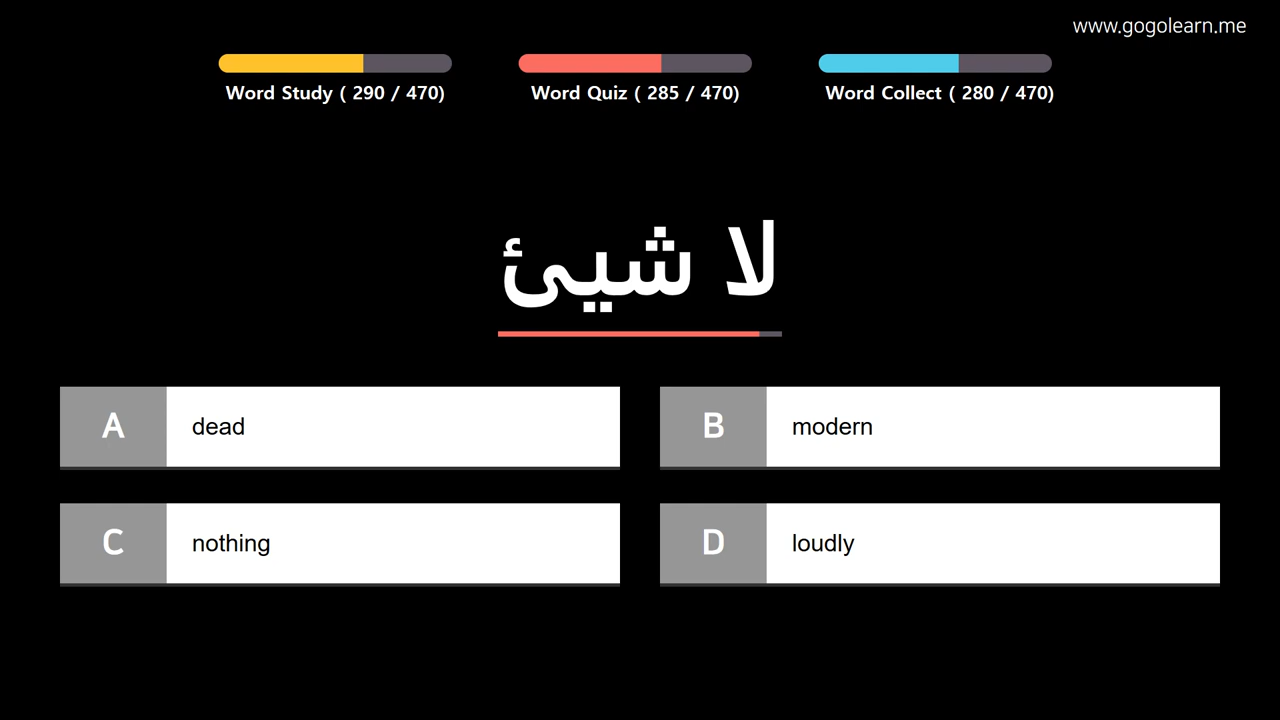 www.gogolearn.me
Word Study ( 290 / 470)
Word Quiz ( 285 / 470)
Word Collect ( 280 / 470)
لا شيئ
A dead
B modern
C nothing
D loudly